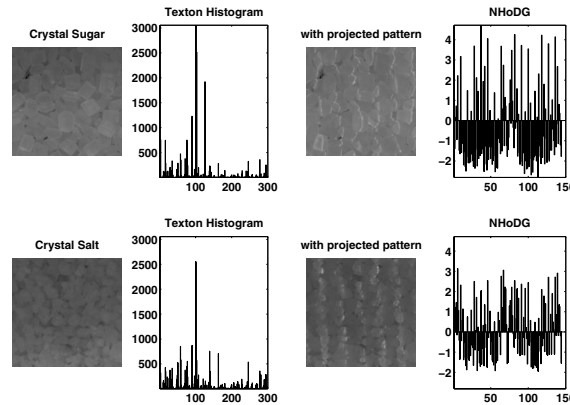 Crystal Sugar
Texton Histogram
3000
2500
2000
1500
1000
500
100 200 300
with projected pattern
NHoDG
4
3
2
1
0
−1
−2
50 100 150
Crystal Salt
Texton Histogram
3000
2500
2000
1500
1000
500
100 200 300
with projected pattern
NHoDG
4
3
2
1
0
−1
−2
50 100